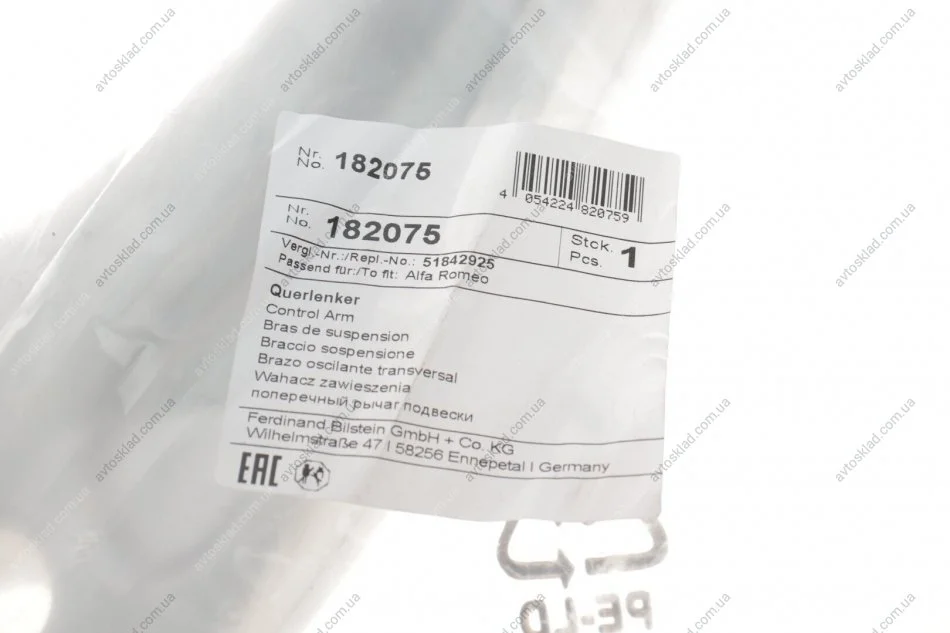 Nr.
No. 182075
4 054224 820759
Nr.
No. 182075
Stck.
Pcs. 1
Vergl.-Nr.:/Repl.-No.: 51842925
Passend für:/To fit: Alfa Romeo
Querlenker
Control Arm
Bras de suspension
Braccio sospensione
Brazo oscilante transversal
Wahacz zawieszenia
поперечный рычаг подвески
Ferdinand Bilstein GmbH + Co. KG
Wilhelmstraße 47 | 58256 Ennepetal | Germany
EAC
PE-LD
avtosklad.com.ua